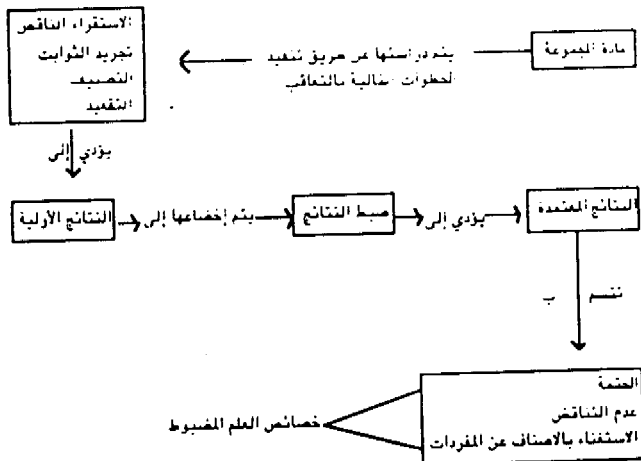 مادة المجموعة
يتم دراستها عن طريق تنفيذ
الخطوات التالية بالتعاقب
الاستقراء الناقص
تجريد الثوابت
التصنيف
التقعيد
يؤدي إلى
النتائج الأولية
يتم إخضاعها إلى
ضبط النتائج
يؤدي إلى
النتائج المعتمدة
تتسم ب
الحتمية
عدم التناقض
الاستغناء بالاصناف عن المفردات
خصائص العلم المضبوط